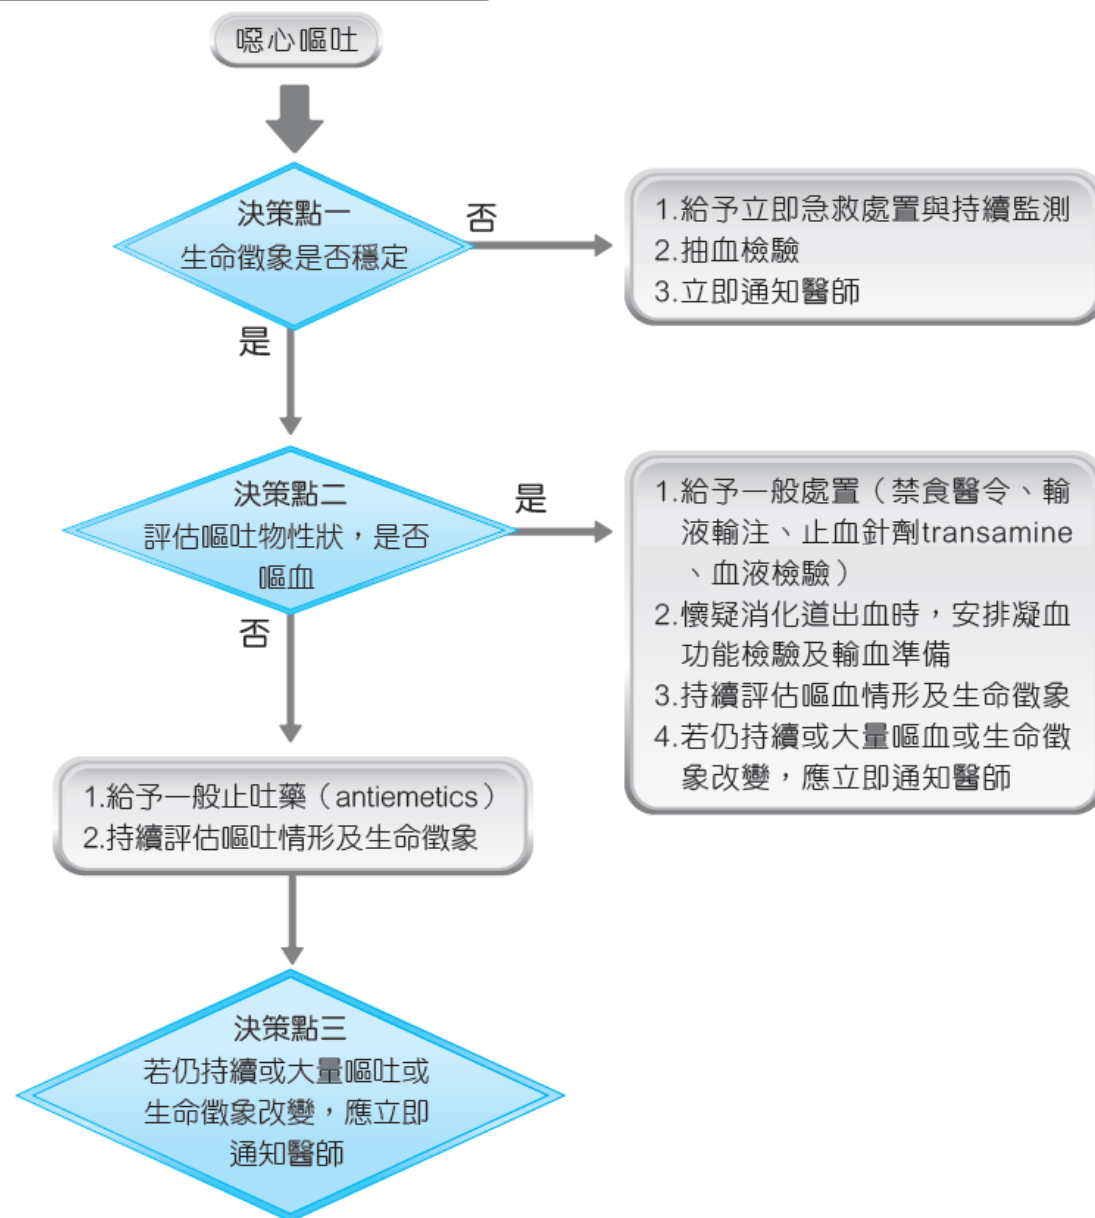 噁心嘔吐
決策點一
生命徵象是否穩定
否
1.給予立即急救處置與持續監測
2.抽血檢驗
3.立即通知醫師
是
決策點二
評估嘔吐物性狀，是否
嘔血
是
1.給予一般處置（禁食醫令、輸
液輸注、止血針劑transamine
、血液檢驗）
2.懷疑消化道出血時，安排凝血
功能檢驗及輸血準備
3.持續評估嘔血情形及生命徵象
4.若仍持續或大量嘔血或生命徵
象改變，應立即通知醫師
否
1.給予一般止吐藥（antiemetics）
2.持續評估嘔吐情形及生命徵象
決策點三
若仍持續或大量嘔吐或
生命徵象改變，應立即
通知醫師